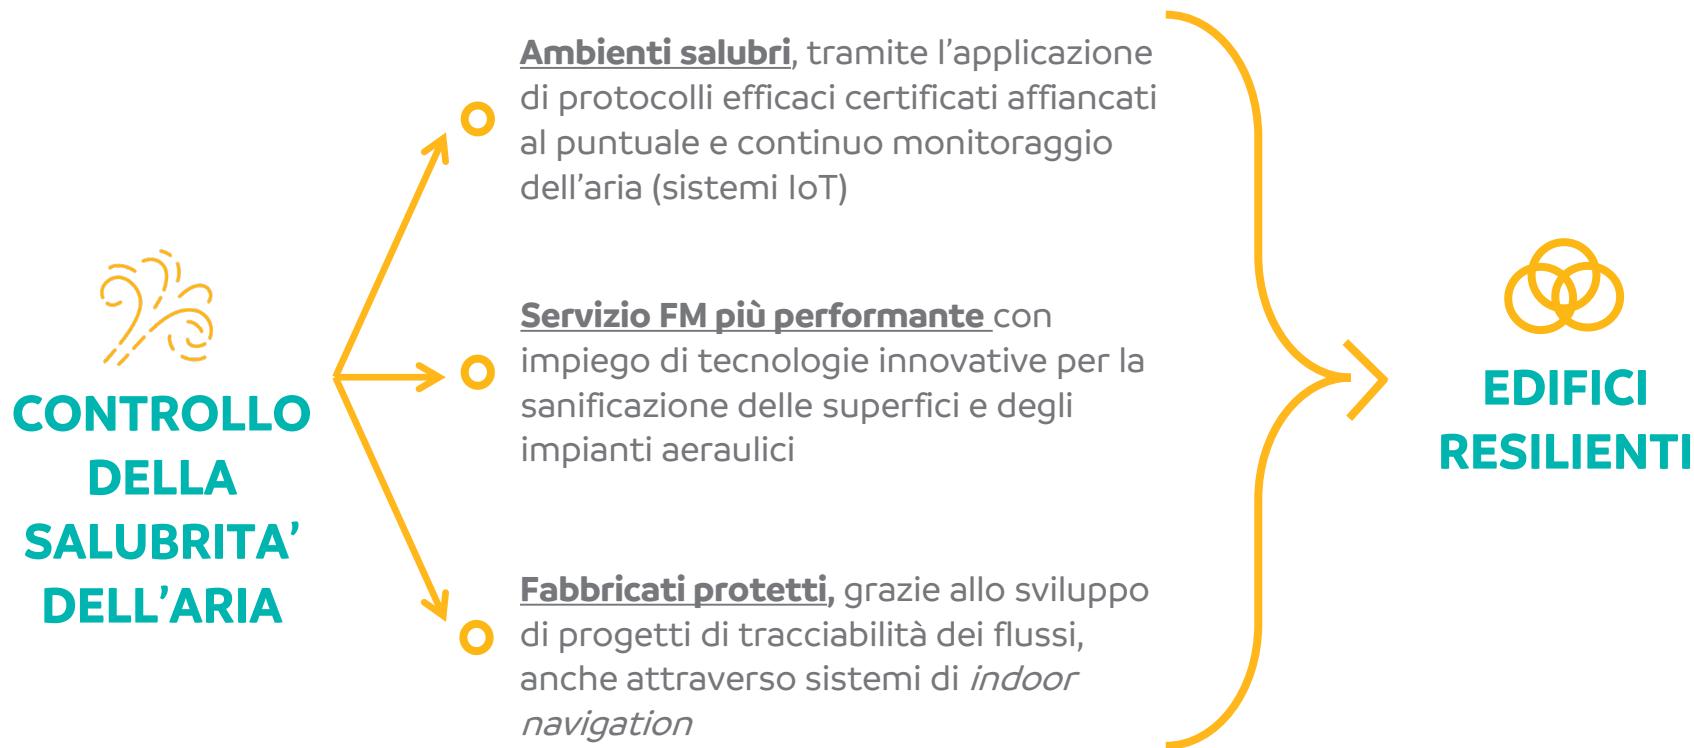 CONTROLLO
DELLA
SALUBRITA’
DELL’ARIA
Ambienti salubri, tramite l’applicazione
di protocolli efficaci certificati affiancati
al puntuale e continuo monitoraggio
dell’aria (sistemi IoT)
Servizio FM più performante con
impiego di tecnologie innovative per la
sanificazione delle superfici e degli
impianti aeraulici
Fabbricati protetti, grazie allo sviluppo
di progetti di tracciabilità dei flussi,
anche attraverso sistemi di indoor
navigation
EDIFICI
RESILIENTI